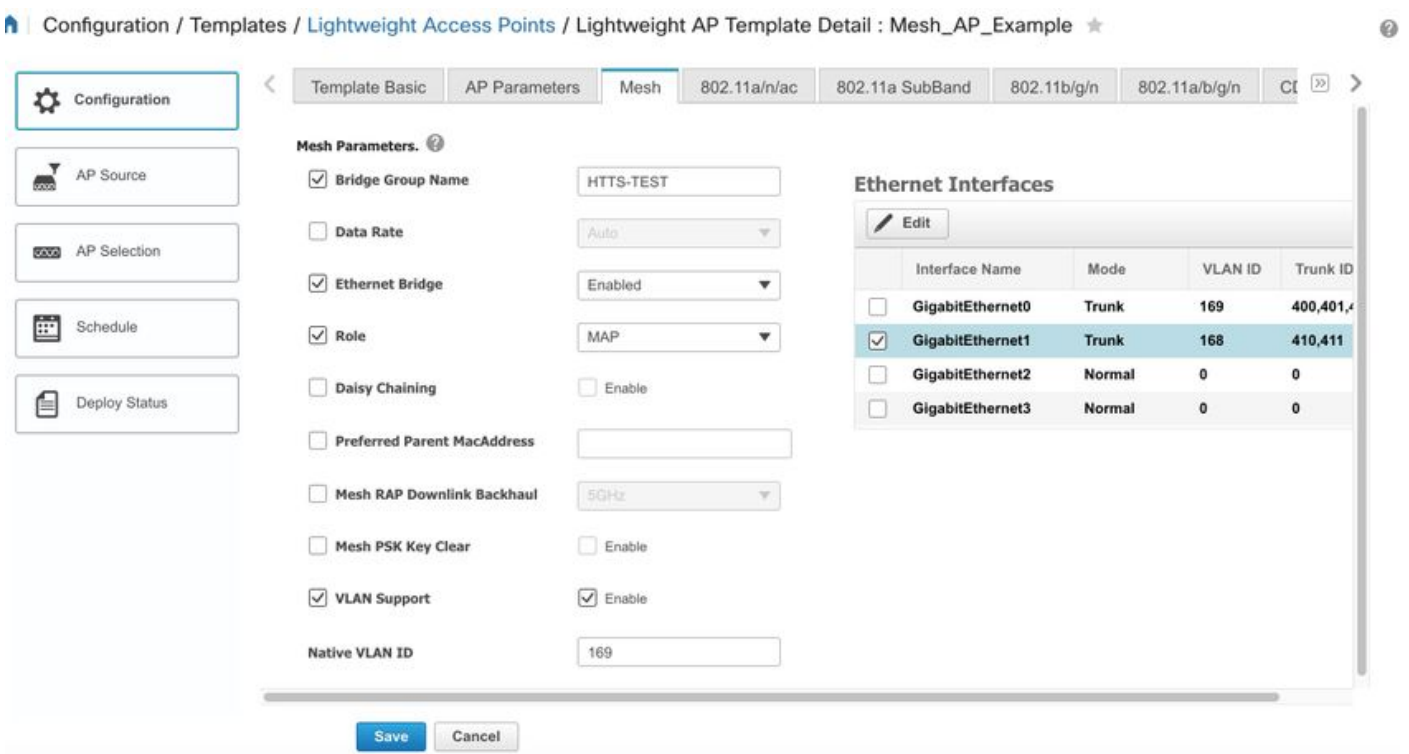 Configuration / Templates / Lightweight Access Points / Lightweight AP Template Detail : Mesh_AP_Example
Configuration
AP Source
AP Selection
Schedule
Deploy Status
Template Basic AP Parameters Mesh 802.11a/n/ac 802.11a SubBand 802.11b/g/n 802.11a/b/g/n
Mesh Parameters.
Bridge Group Name HTTS-TEST
Data Rate Auto
Ethernet Bridge Enabled
Role MAP
Daisy Chaining Enable
Preferred Parent MacAddress
Mesh RAP Downlink Backhaul 5GHz
Mesh PSK Key Clear Enable
VLAN Support Enable
Native VLAN ID 169
Ethernet Interfaces
Edit
Interface Name Mode VLAN ID Trunk ID
GigabitEthernet0 Trunk 169 400,401,
GigabitEthernet1 Trunk 168 410,411
GigabitEthernet2 Normal 0 0
GigabitEthernet3 Normal 0 0
Save Cancel